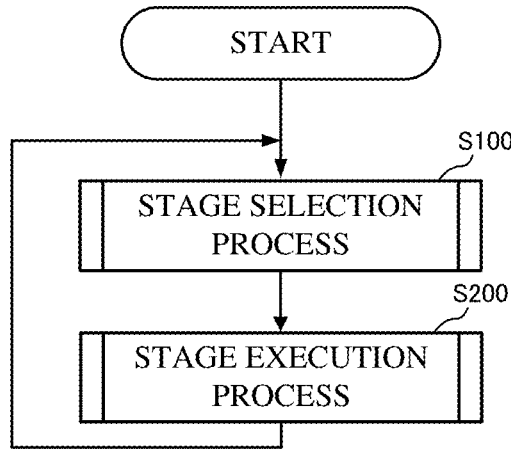 START
S100
STAGE SELECTION
PROCESS
S200
STAGE EXECUTION
PROCESS